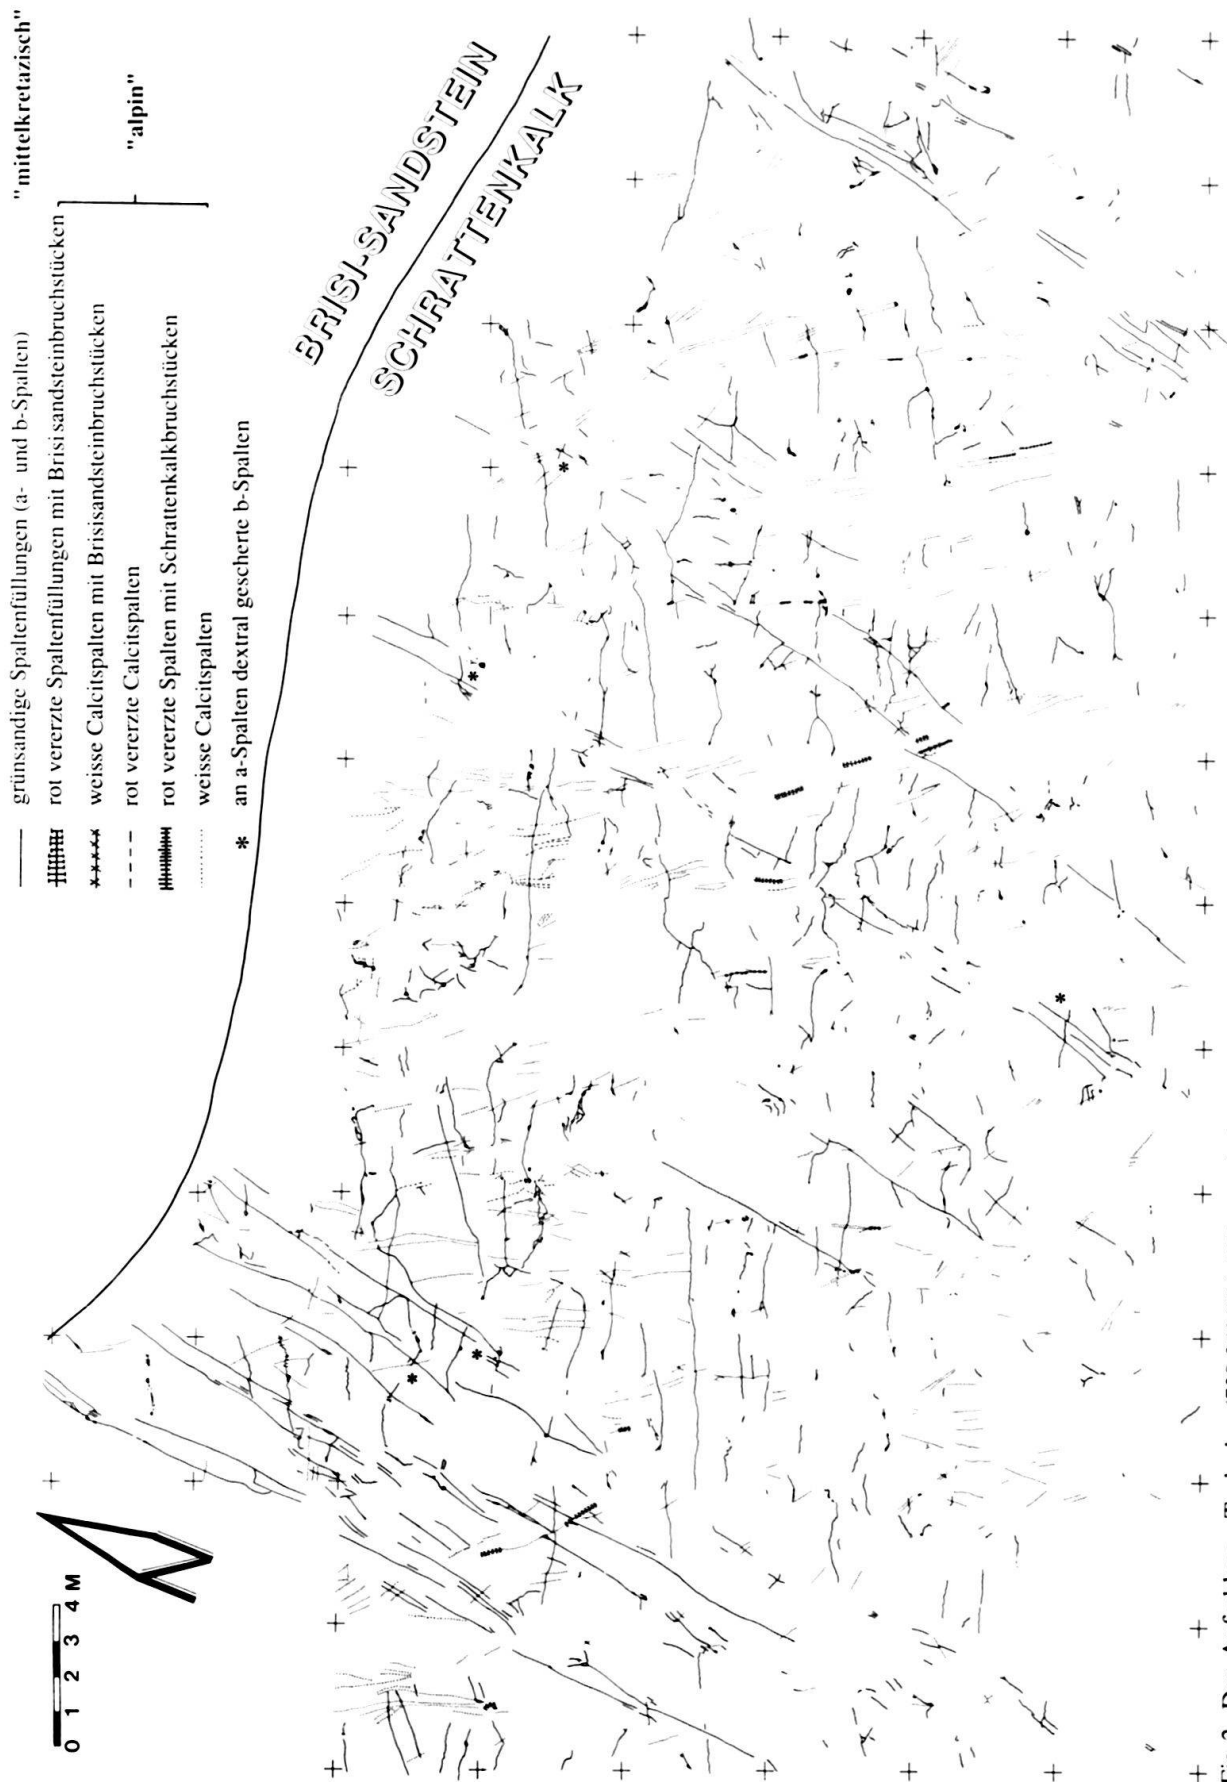 grünsandige Spaltenfüllungen (a- und b-Spalten)
"mittelkretazisch"
rot vererzte Spaltenfüllungen mit Brisisandsteinbruchstücken
weisse Calcitspalten mit Brisisandsteinbruchstücken
rot vererzte Calcitspalten
rot vererzte Spalten mit Schrattenkalkbruchstücken
weisse Calcitspalten
"alpin"
* an a-Spalten dextral gescherte b-Spalten
BRISI-SANDSTEIN
SCHRATTENKALK
*
*
*
*
*
0 1 2 3 4 M